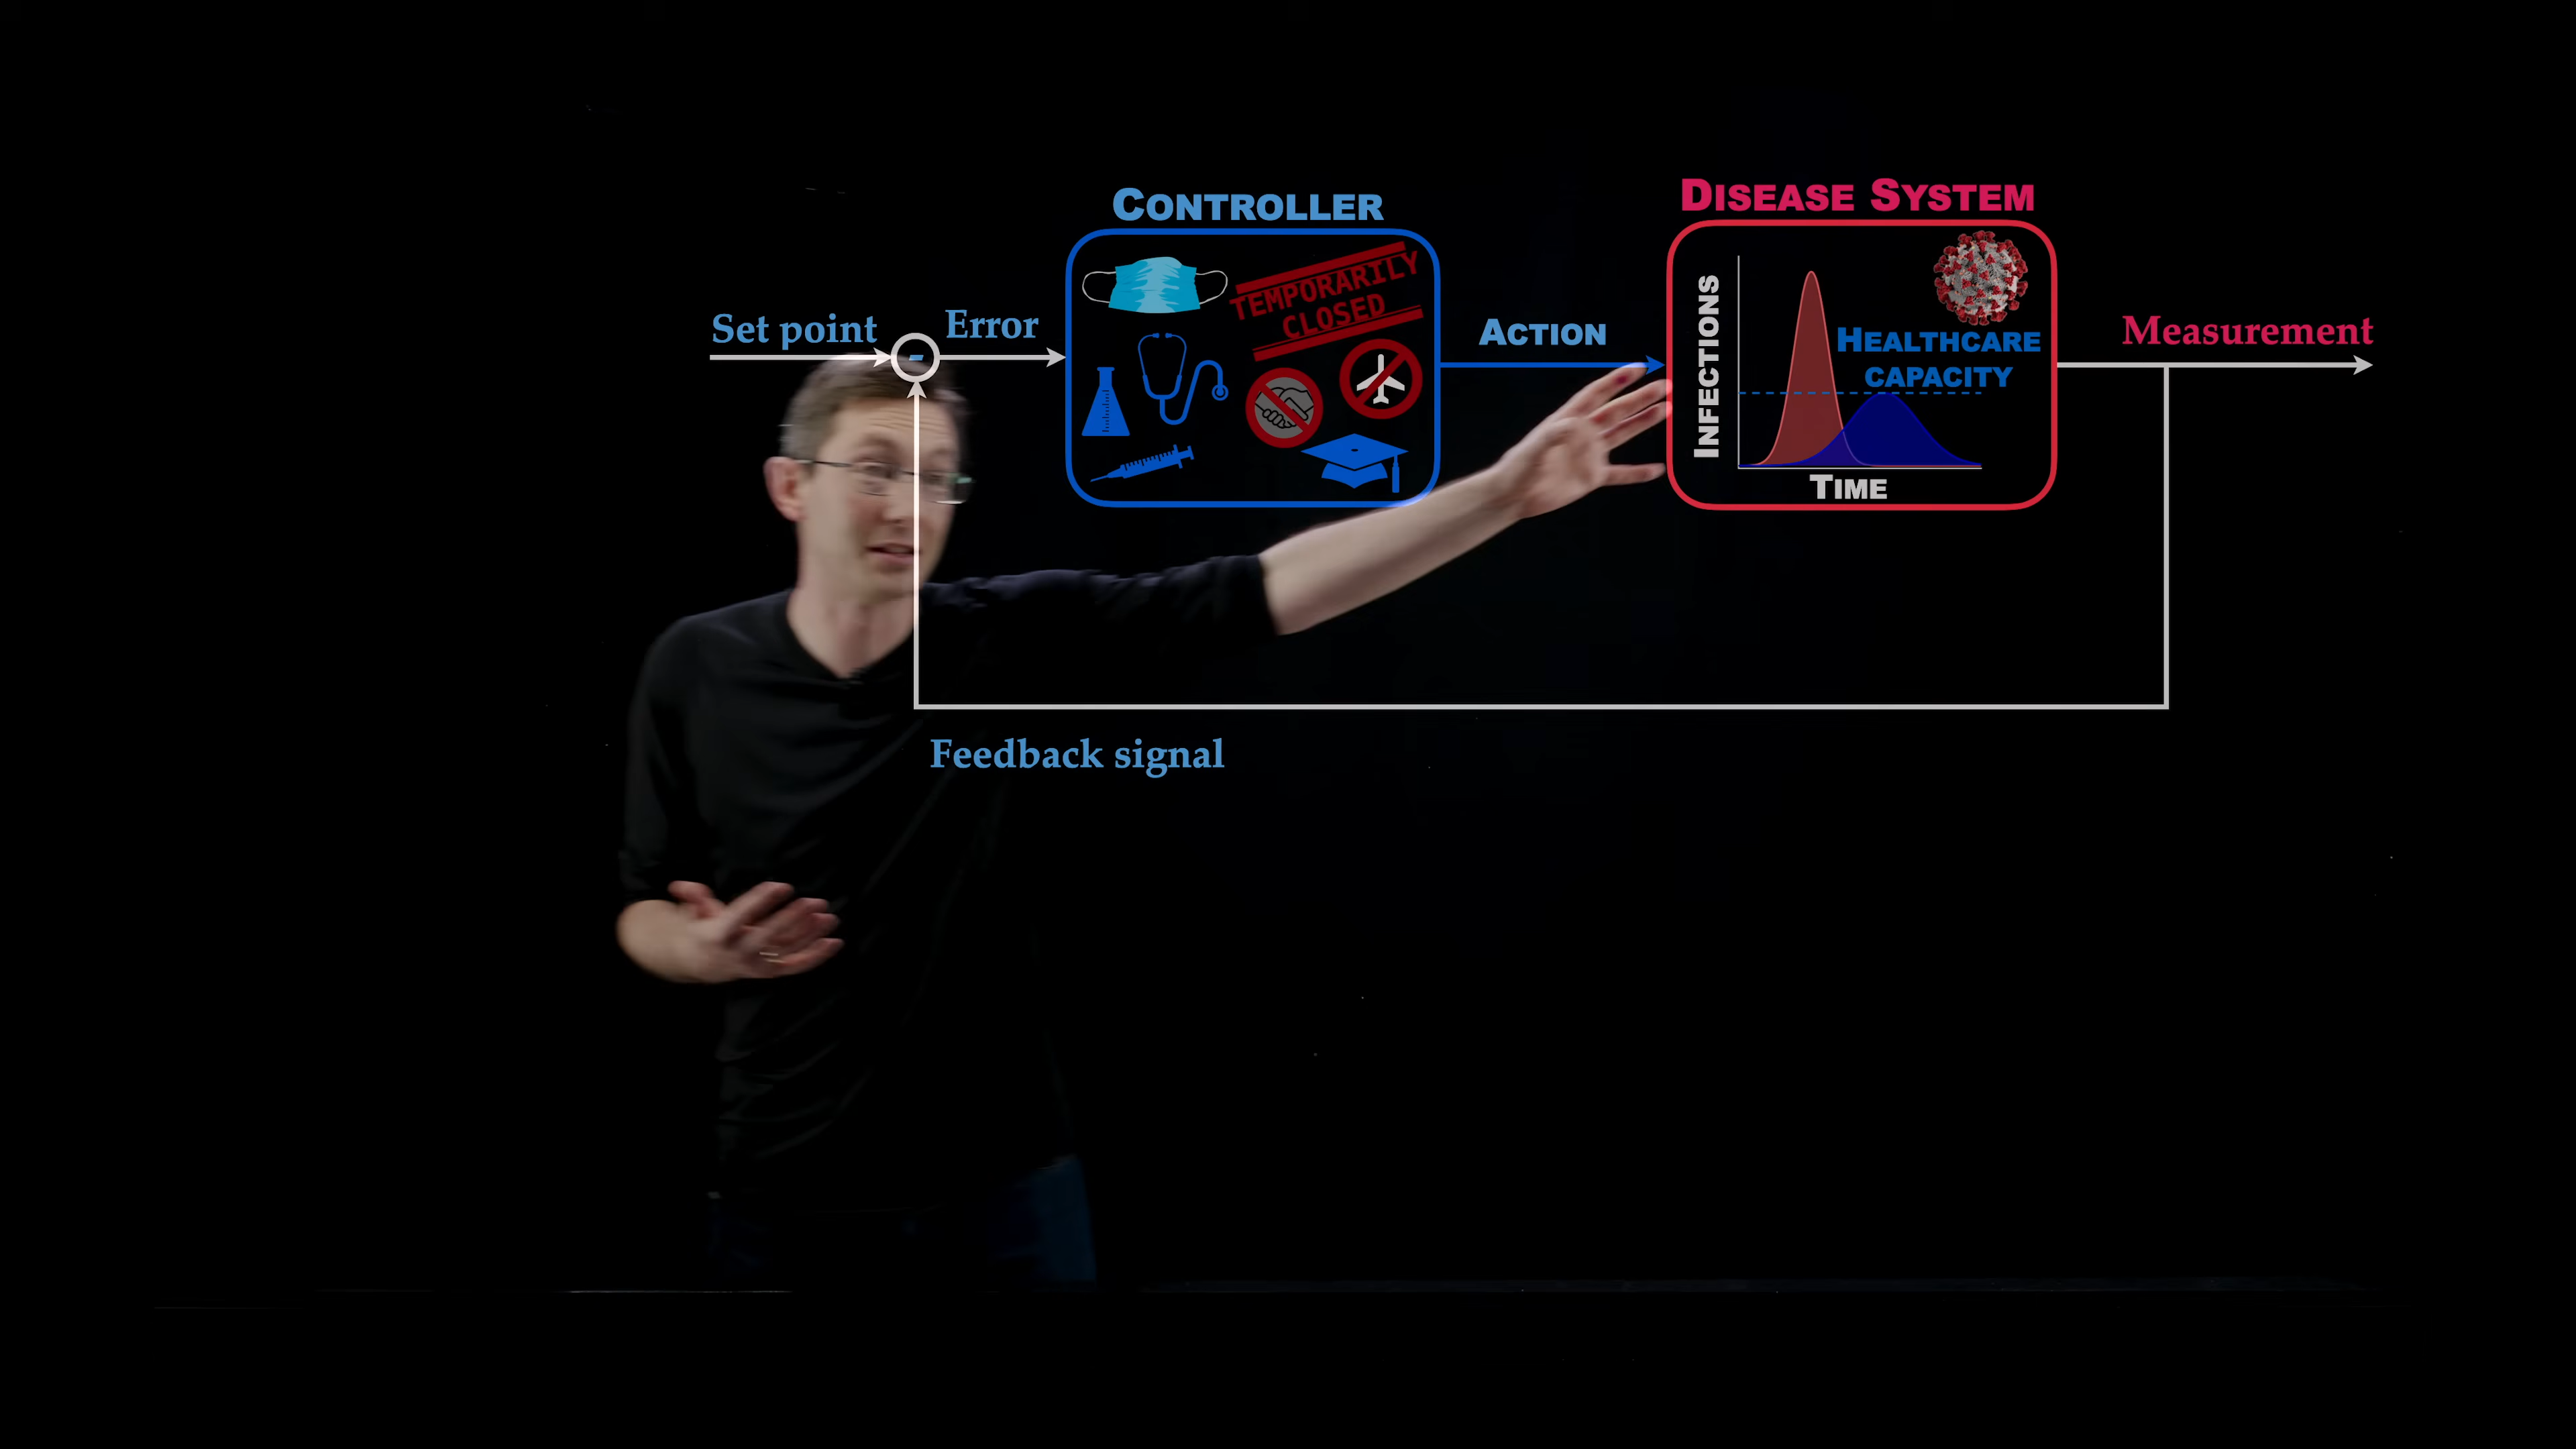 CONTROLLER
DISEASE SYSTEM
TEMPORARILY
CLOSED
Set point
Error
-
ACTION
INFECTIONS
HEALTHCARE
CAPACITY
TIME
Measurement
Feedback signal